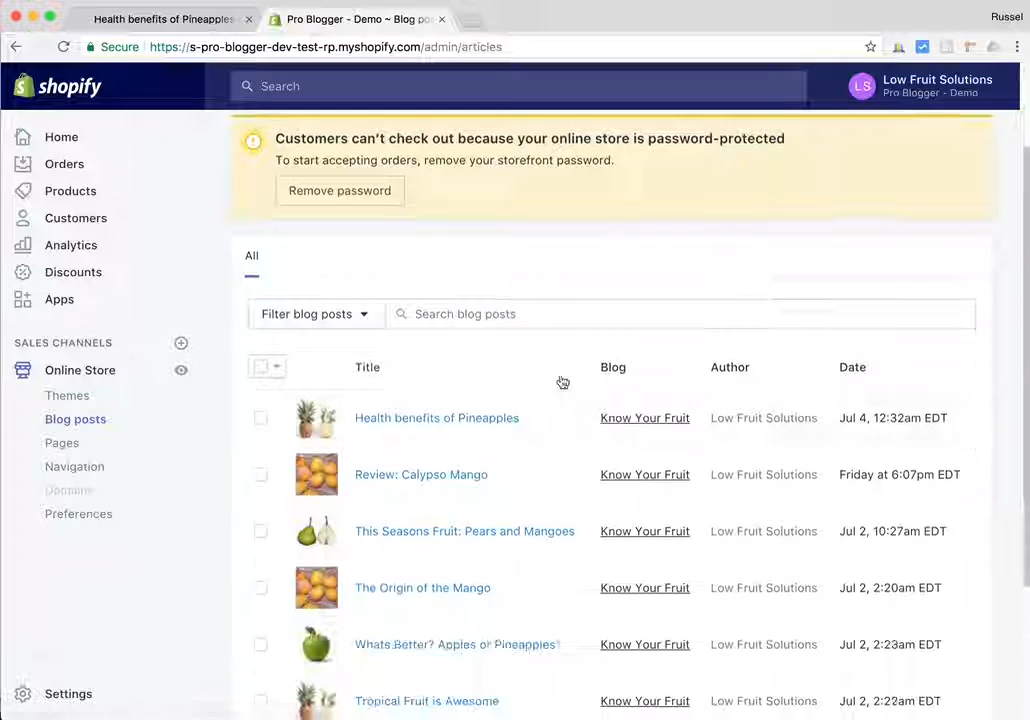 Health benefits of Pineapples
Pro Blogger - Demo ~ Blog po
Russel
Secure
https://s-pro-blogger-dev-test-rp.myshopify.com/admin/articles
shopify
Search
LS
Low Fruit Solutions
Pro Blogger - Demo
Home
Orders
Products
Customers
Analytics
Discounts
Apps
SALES CHANNELS
Online Store
Themes
Blog posts
Pages
Navigation
Domains
Preferences
Settings
Customers can't check out because your online store is password-protected
To start accepting orders, remove your storefront password.
Remove password
All
Filter blog posts
Search blog posts
Title Blog Author Date
Health benefits of Pineapples Know Your Fruit Low Fruit Solutions Jul 4, 12:32am EDT
Review: Calypso Mango Know Your Fruit Low Fruit Solutions Friday at 6:07pm EDT
This Seasons Fruit: Pears and Mangoes Know Your Fruit Low Fruit Solutions Jul 2, 10:27am EDT
The Origin of the Mango Know Your Fruit Low Fruit Solutions Jul 2, 2:20am EDT
Whats Better? Apples or Pineapples? Know Your Fruit Low Fruit Solutions Jul 2, 2:23am EDT
Tropical Fruit is Awesome Know Your Fruit Low Fruit Solutions Jul 2, 2:22am EDT